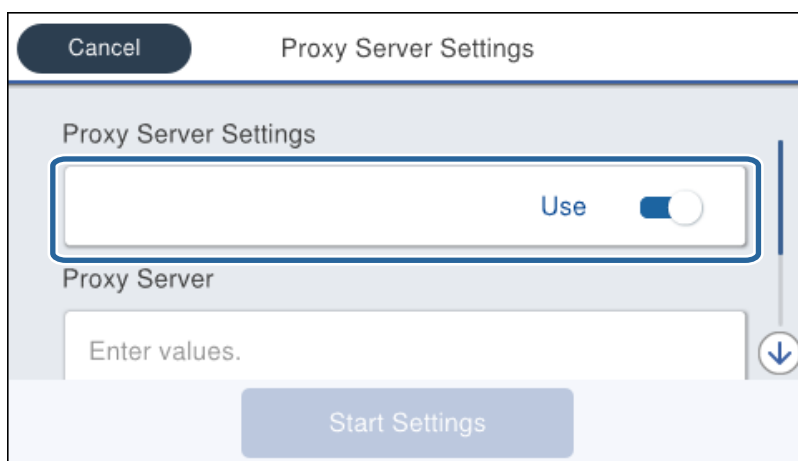 Cancel
Proxy Server Settings
Proxy Server Settings
Use
Proxy Server
Enter values.
Start Settings